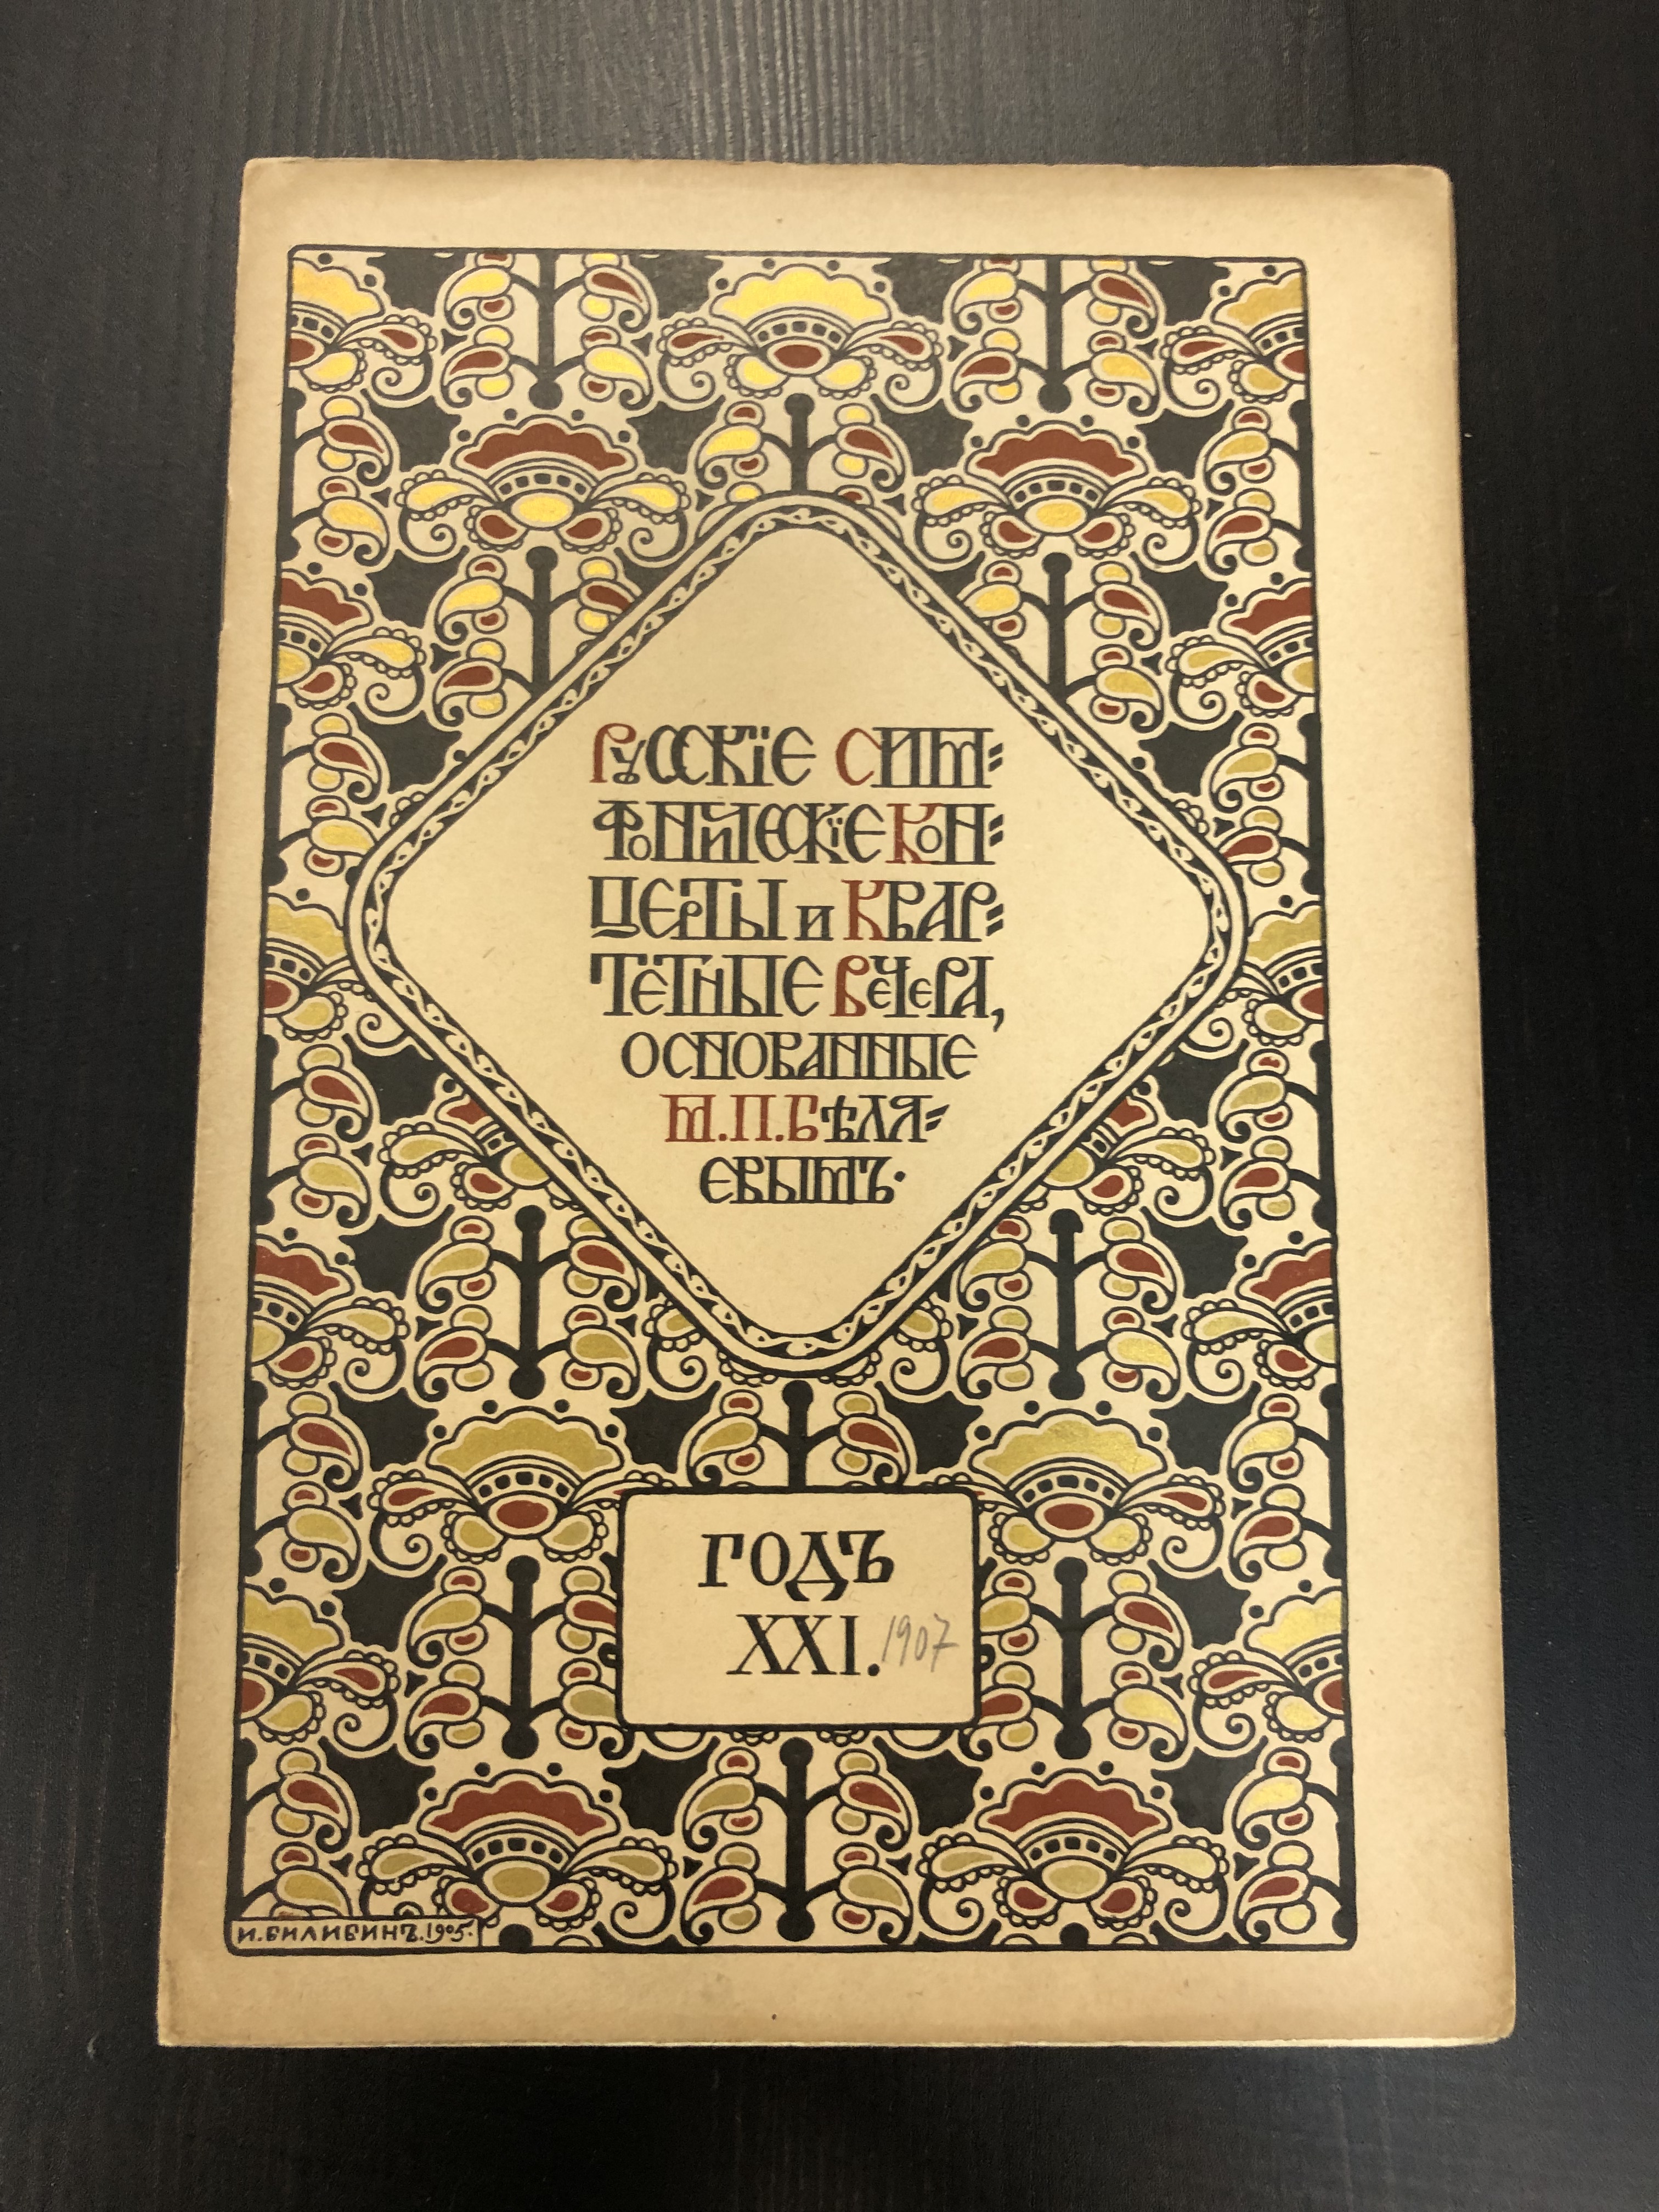 Русскіе Сим=
фоническіе Кон=
церты и Квар=
тетные Вечера,
основанные
М.П.Бѣля=
евымъ.
ГОДЪ
XXI. 1907
И.БИЛИБИНЪ.1905.